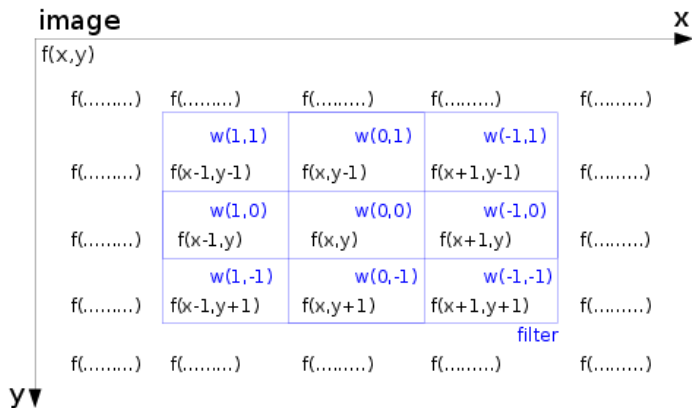 image x
f(x,y)
f(.........) f(.........) f(.........) f(.........) f(.........)
w(1,1) w(0,1) w(-1,1)
f(.........) f(x-1,y-1) f(x,y-1) f(x+1,y-1) f(.........)
w(1,0) w(0,0) w(-1,0)
f(.........) f(x-1,y) f(x,y) f(x+1,y) f(.........)
w(1,-1) w(0,-1) w(-1,-1)
f(.........) f(x-1,y+1) f(x,y+1) f(x+1,y+1) f(.........)
filter
f(.........) f(.........) f(.........) f(.........) f(.........)
y